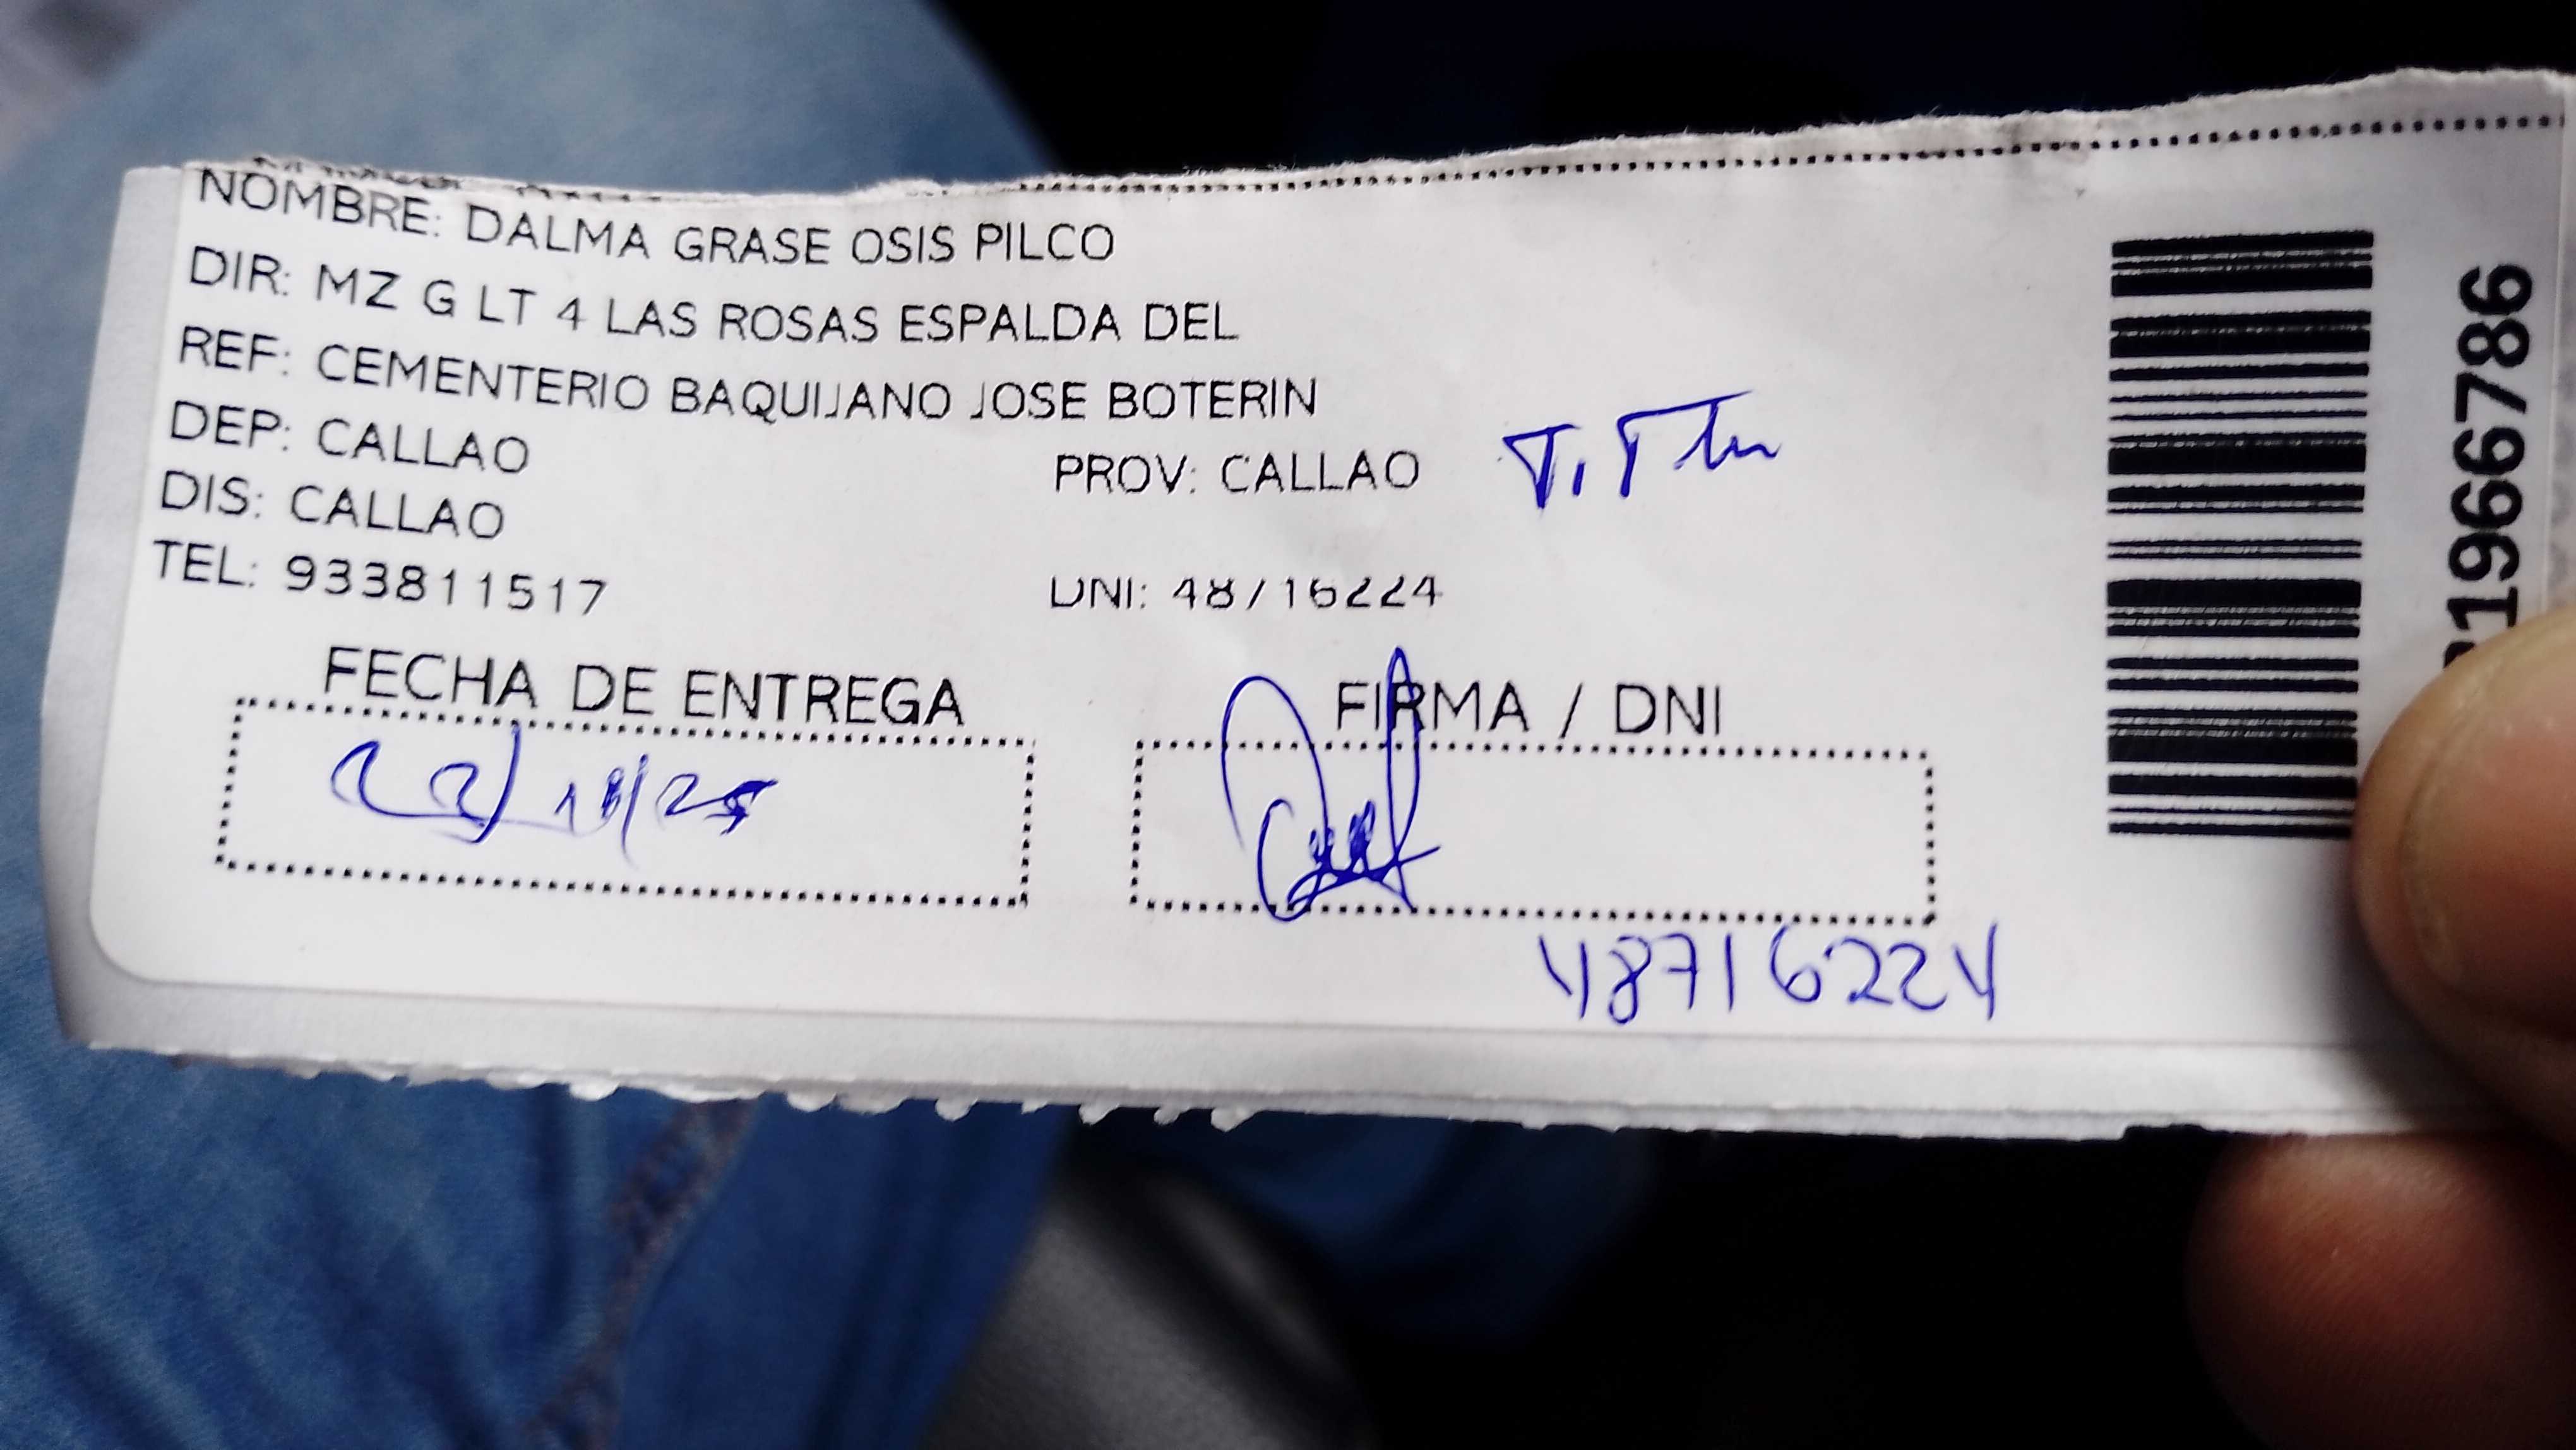 NOMBRE: DALMA GRASE OSIS PILCO
DIR: MZ G LT 4 LAS ROSAS ESPALDA DEL
REF: CEMENTERIO BAQUIJANO JOSE BOTERIN
DEP: CALLAO
PROV: CALLAO
DIS: CALLAO
TEL: 933811517
DNI: 48716224
FECHA DE ENTREGA
FIRMA / DNI
48716224
1966786